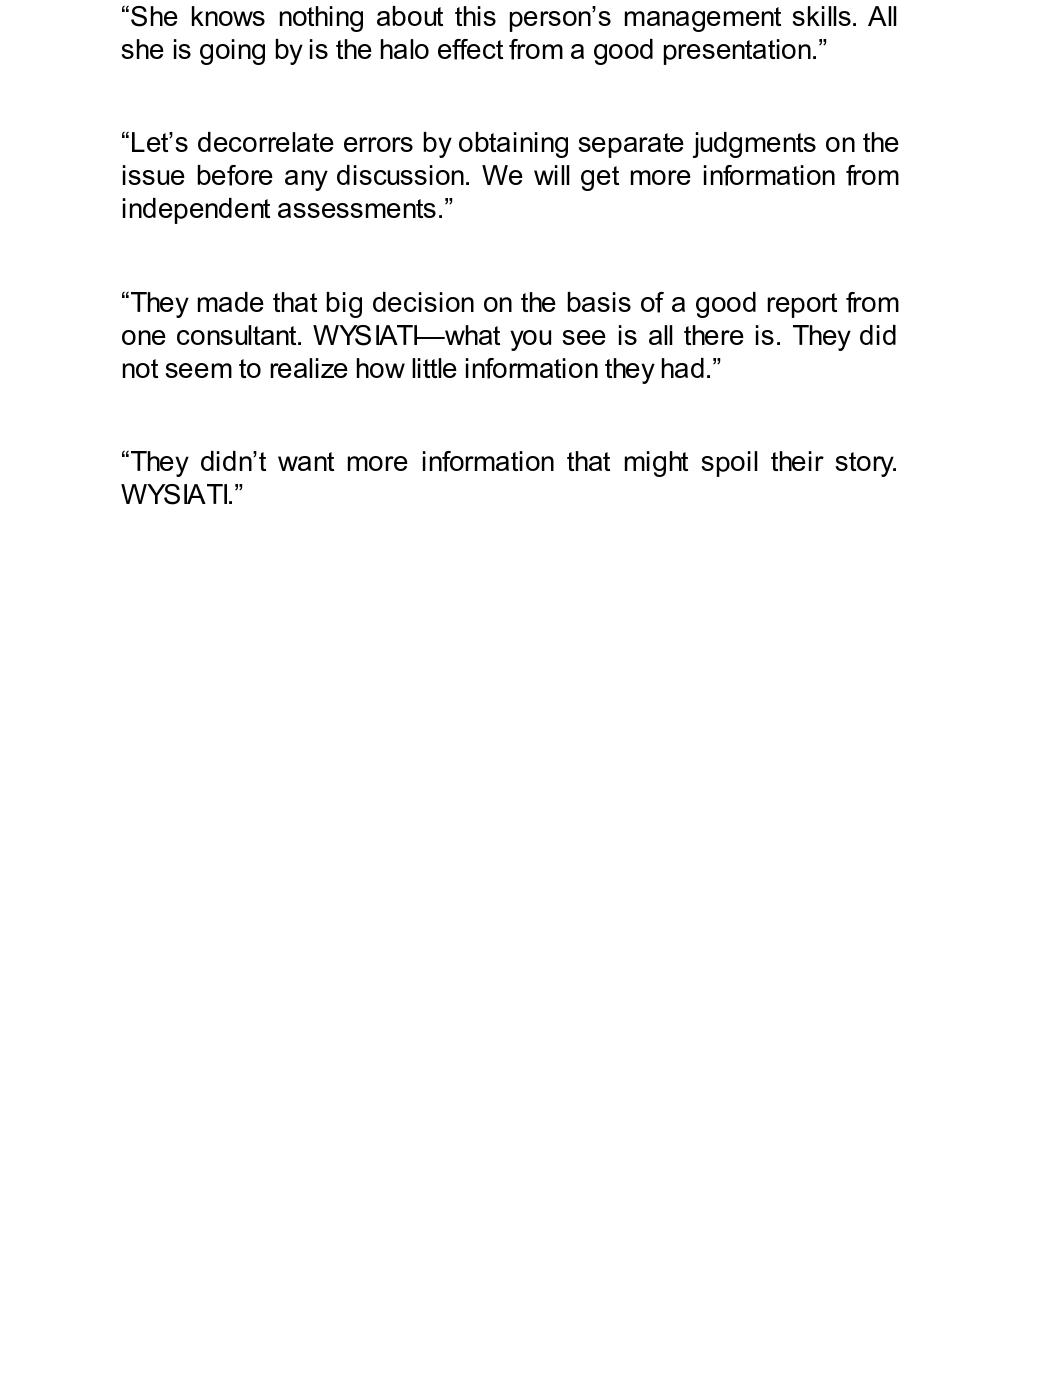 “She knows nothing about this person’s management skills. All
she is going by is the halo effect from a good presentation.”
“Let’s decorrelate errors by obtaining separate judgments on the
issue before any discussion. We will get more information from
independent assessments.”
“They made that big decision on the basis of a good report from
one consultant. WYSIATI—what you see is all there is. They did
not seem to realize how little information they had.”
“They didn’t want more information that might spoil their story.
WYSIATI.”